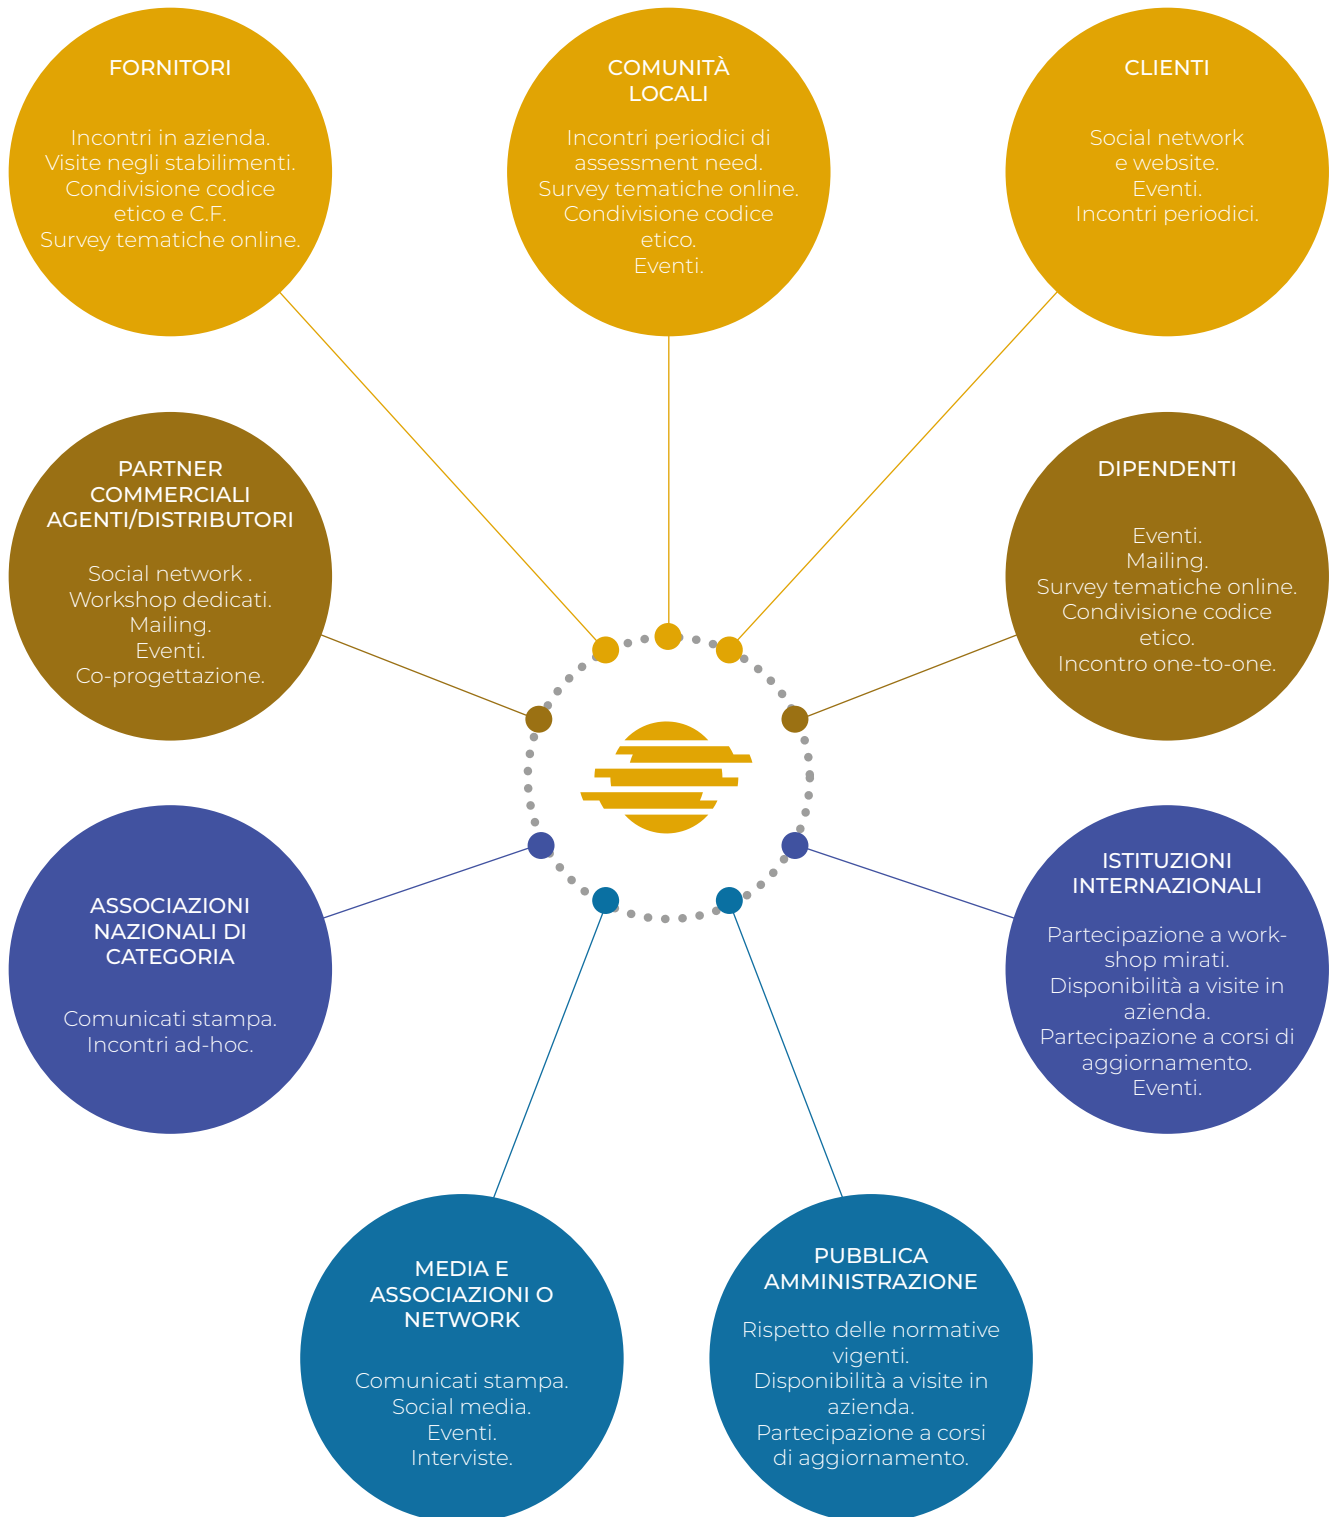 FORNITORI
Incontri in azienda.
Visite negli stabilimenti.
Condivisione codice
etico e C.F.
Survey tematiche online.
COMUNITÀ
LOCALI
Incontri periodici di
assessment need.
Survey tematiche online.
Condivisione codice
etico.
Eventi.
CLIENTI
Social network
e website.
Eventi.
Incontri periodici.
PARTNER
COMMERCIALI
AGENTI/DISTRIBUTORI
Social network .
Workshop dedicati.
Mailing.
Eventi.
Co-progettazione.
DIPENDENTI
Eventi.
Mailing.
Survey tematiche online.
Condivisione codice
etico.
Incontro one-to-one.
ASSOCIAZIONI
NAZIONALI DI
CATEGORIA
Comunicati stampa.
Incontri ad-hoc.
ISTITUZIONI
INTERNAZIONALI
Partecipazione a work-
shop mirati.
Disponibilità a visite in
azienda.
Partecipazione a corsi di
aggiornamento.
Eventi.
MEDIA E
ASSOCIAZIONI O
NETWORK
Comunicati stampa.
Social media.
Eventi.
Interviste.
PUBBLICA
AMMINISTRAZIONE
Rispetto delle normative
vigenti.
Disponibilità a visite in
azienda.
Partecipazione a corsi
di aggiornamento.